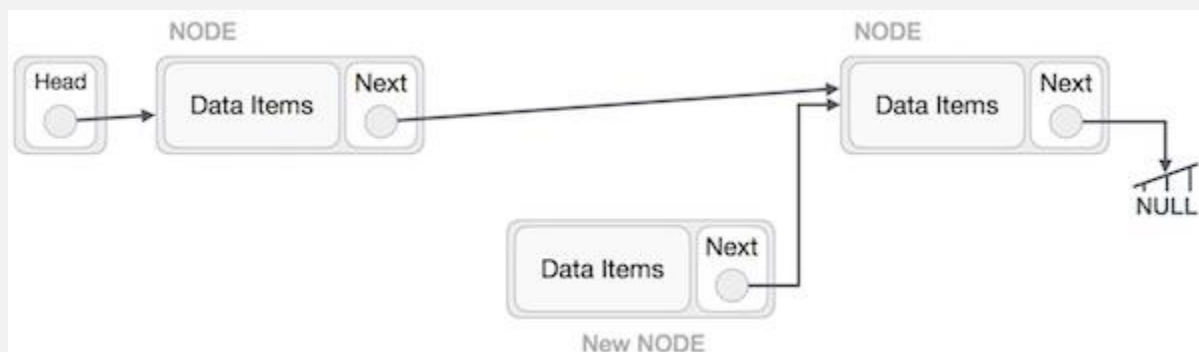 NODE
NODE
Head
Data Items
Next
Data Items
Next
NULL
Data Items
Next
New NODE